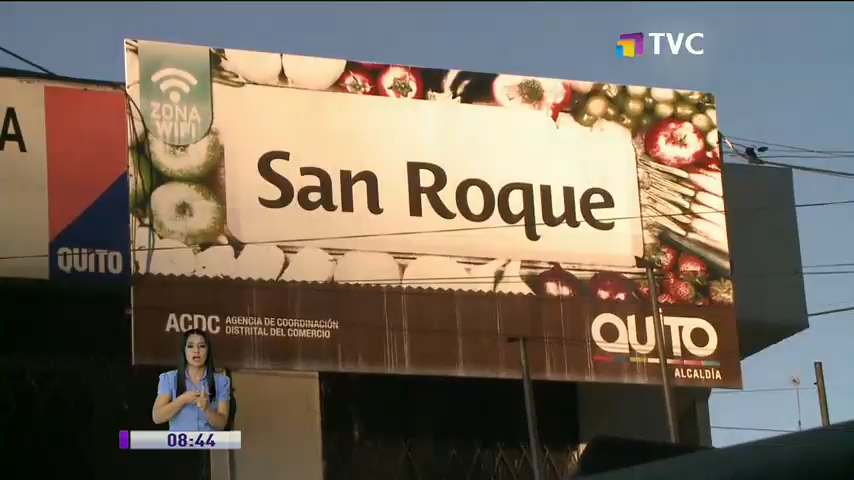 TVC
ZONA
WIFI
San Roque
A
QUITO
ACDC AGENCIA DE COORDINACIÓN
DISTRITAL DEL COMERCIO
QUITO
ALCALDÍA
08:44